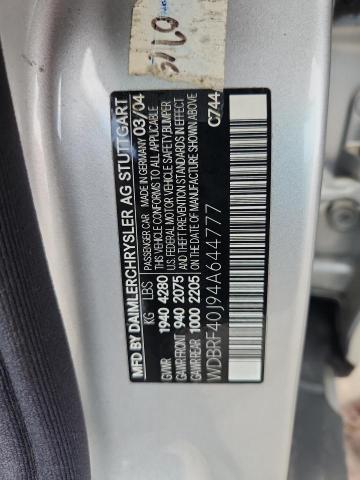 MFD BY DAIMLERCHRYSLER AG STUTTGART
PASSENGER CAR MADE IN GERMANY 03/04
KG LBS THIS VEHICLE CONFORMS TO ALL APPLICABLE
GVWR 1940 4280 U.S. FEDERAL MOTOR VEHICLE SAFETY,BUMPER
GAWR FRONT 940 2075 AND THEFT PREVENTION STANDARDS IN EFFECT
GAWR REAR 1000 2205 ON THE DATE OF MANUFACTURE SHOWN ABOVE
WDBRF40J94A644777 C744